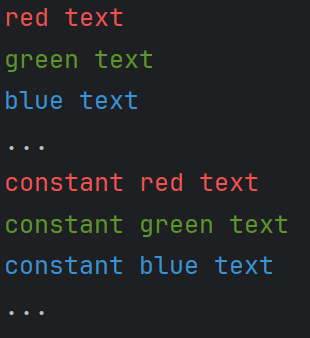 red text
green text
blue text
...
constant red text
constant green text
constant blue text
...